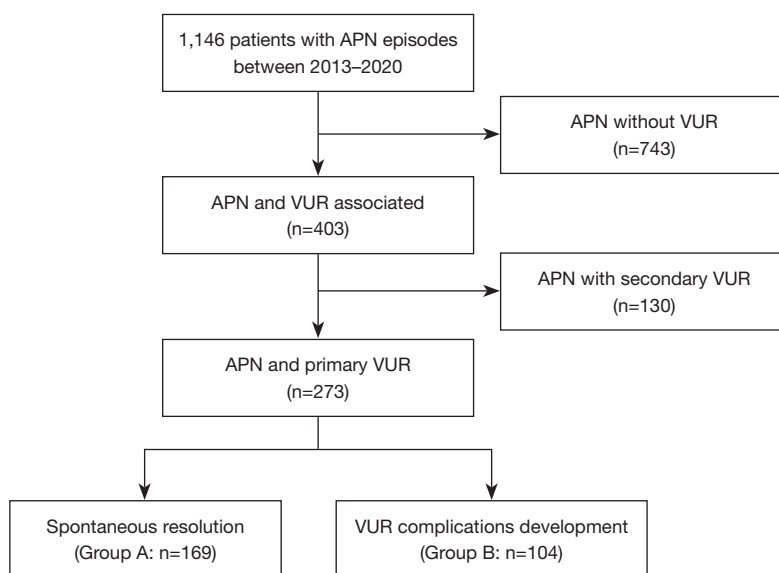 1,146 patients with APN episodes
between 2013–2020
APN without VUR
(n=743)
APN and VUR associated
(n=403)
APN with secondary VUR
(n=130)
APN and primary VUR
(n=273)
Spontaneous resolution
(Group A: n=169)
VUR complications development
(Group B: n=104)